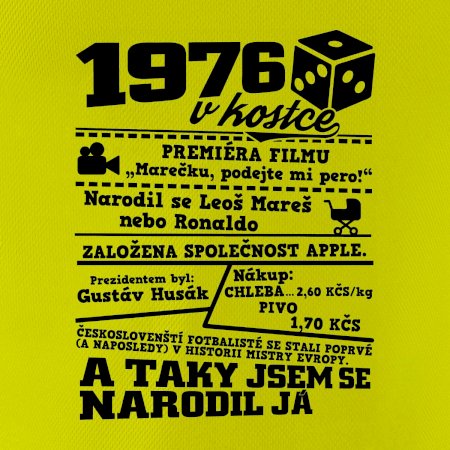 1976
v kostce
PREMIÉRA FILMU
„Marečku, podejte mi pero!“
Narodil se Leoš Mareš
nebo Ronaldo
ZALOŽENA SPOLEČNOST APPLE.
Prezidentem byl:
Gustáv Husák
Nákup:
CHLEBA... 2,60 KČS/kg
PIVO
1,70 KČS
ČESKOSLOVENŠTÍ FOTBALISTÉ SE STALI POPRVÉ
(A NAPOSLEDY) V HISTORII MISTRY EVROPY.
A TAKY JSEM SE
NARODIL JÁ